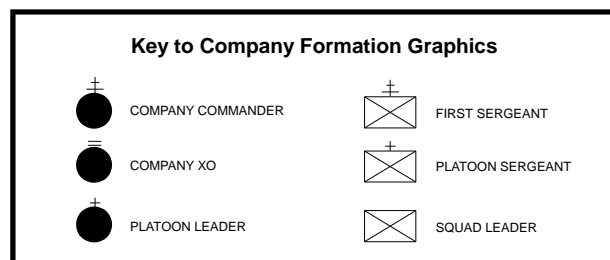 Key to Company Formation Graphics
COMPANY COMMANDER
FIRST SERGEANT
COMPANY XO
PLATOON SERGEANT
PLATOON LEADER
SQUAD LEADER